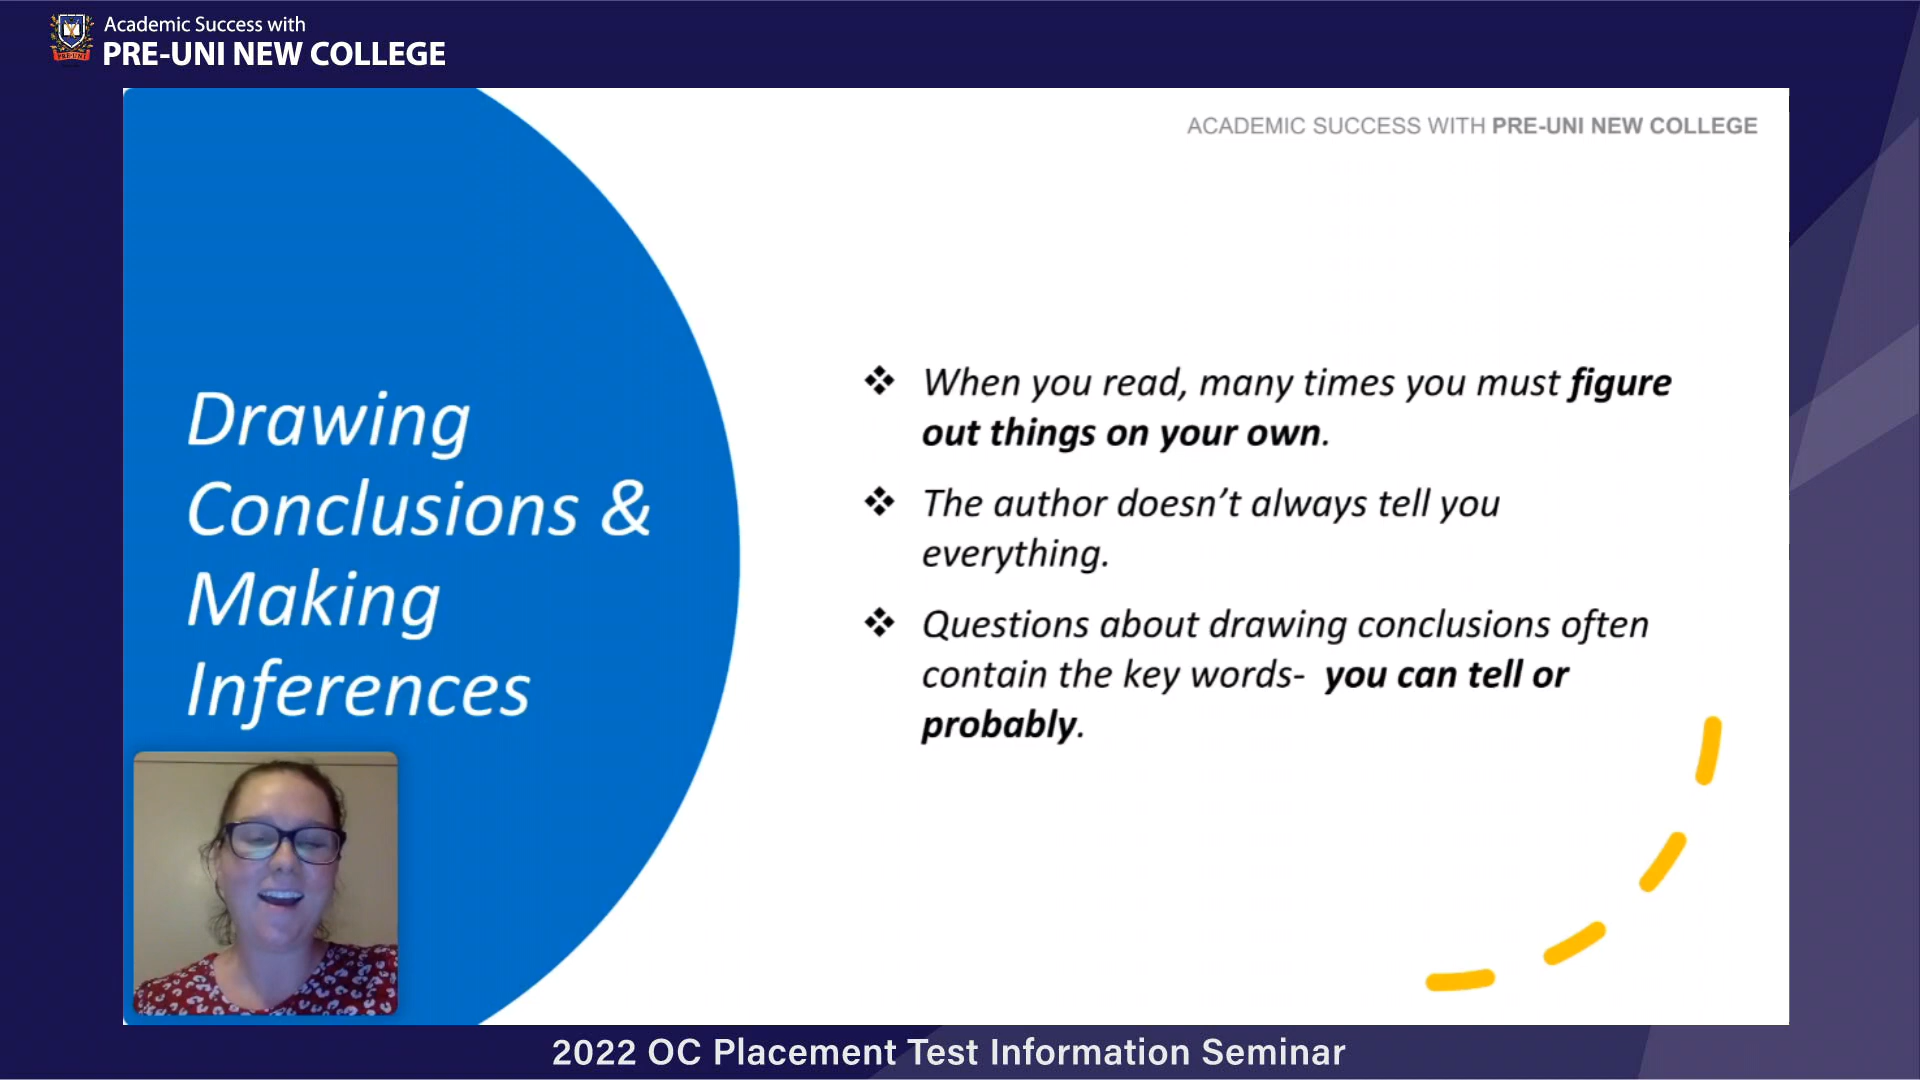 Academic Success with
PRE-UNI NEW COLLEGE
ACADEMIC SUCCESS WITH PRE-UNI NEW COLLEGE
Drawing
Conclusions &
Making
Inferences
❖ When you read, many times you must figure
out things on your own.
❖ The author doesn’t always tell you
everything.
❖ Questions about drawing conclusions often
contain the key words- you can tell or
probably.
2022 OC Placement Test Information Seminar